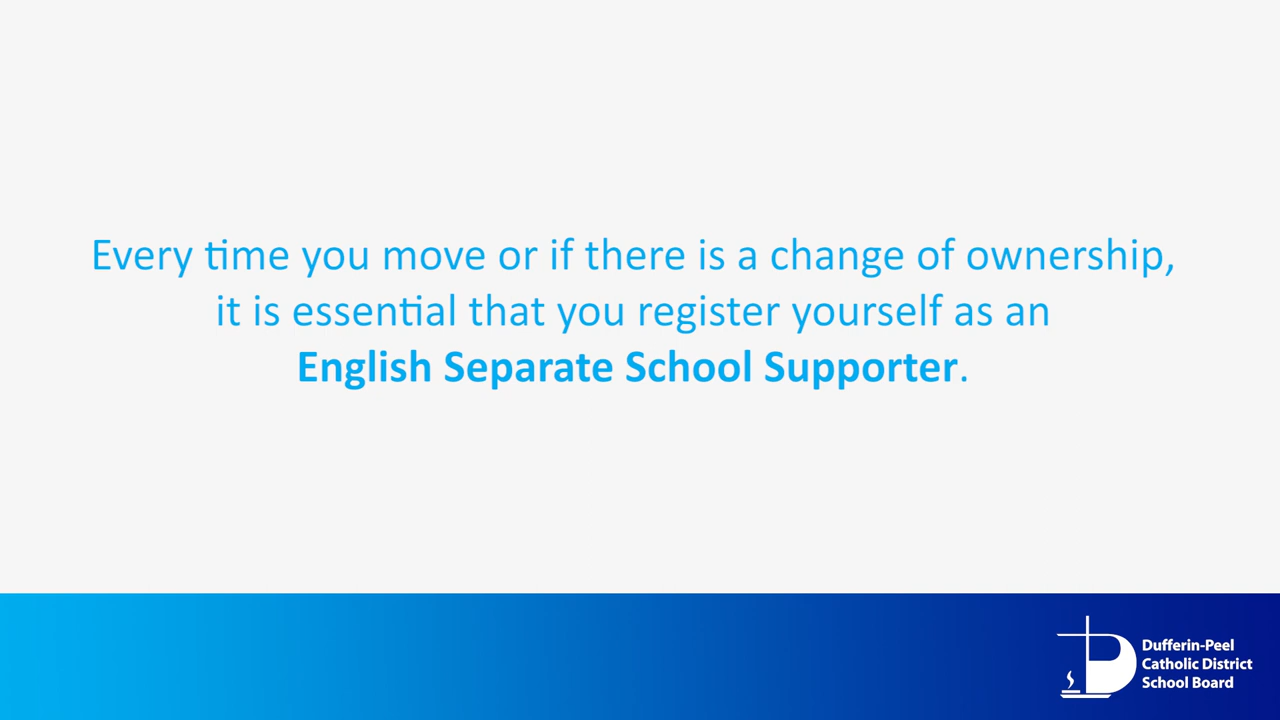 Every time you move or if there is a change of ownership,
it is essential that you register yourself as an
English Separate School Supporter.
Dufferin-Peel
Catholic District
School Board